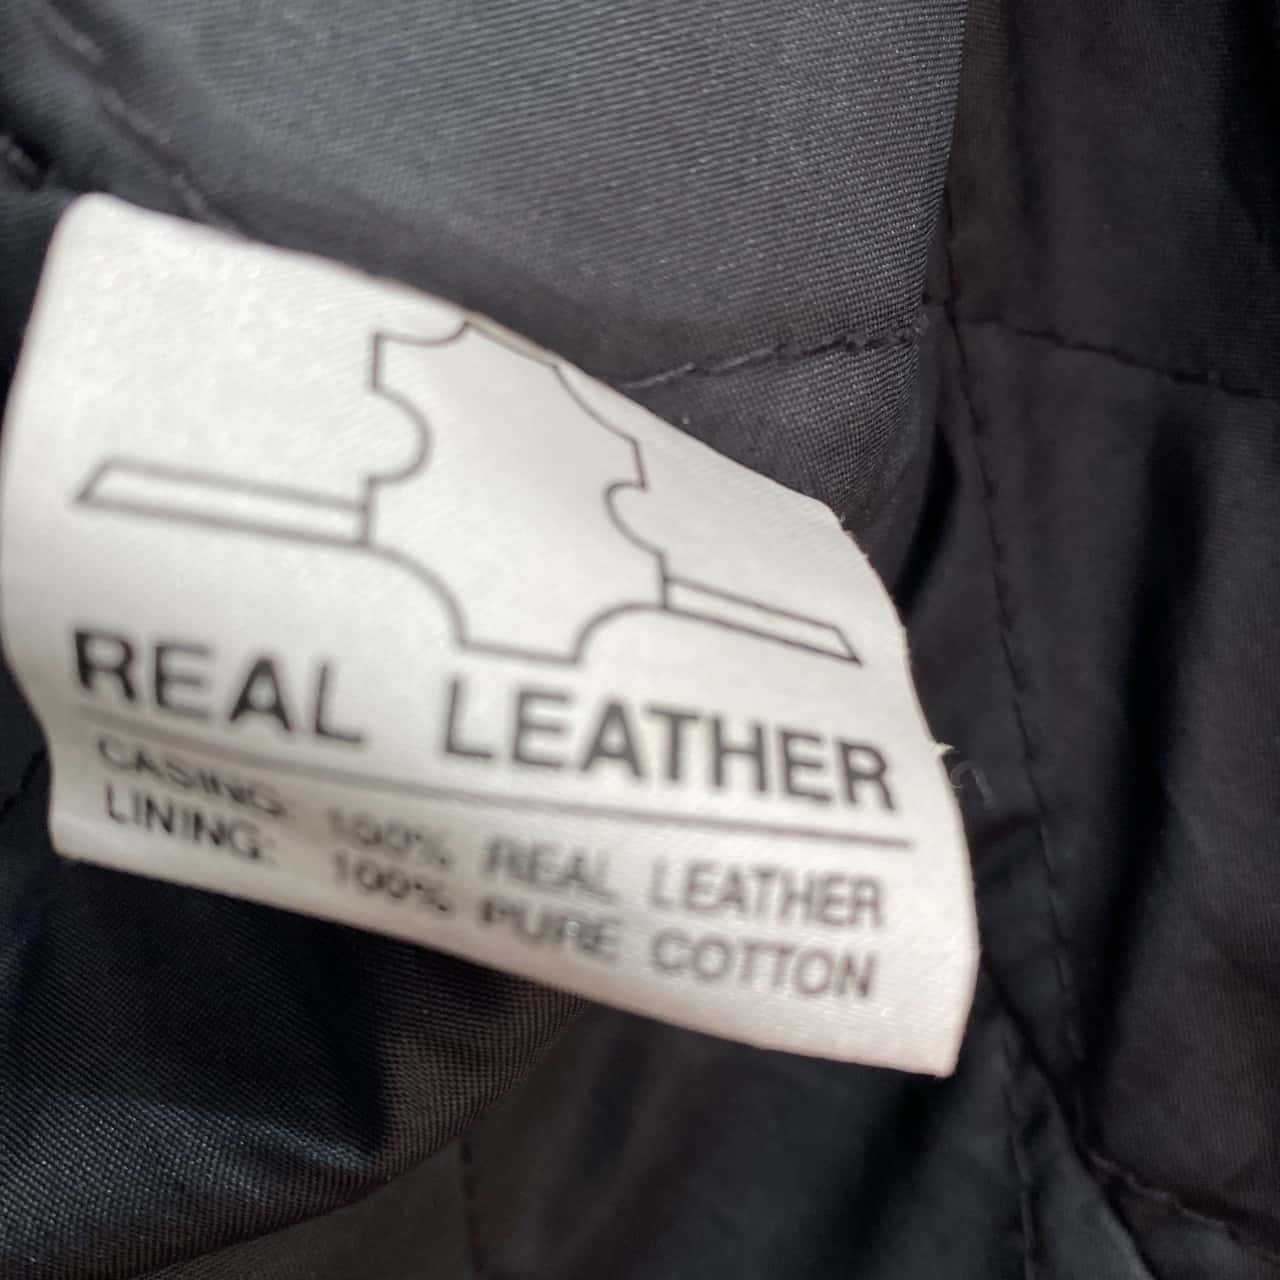 REAL LEATHER
CASING: 100% REAL LEATHER
LINING: 100% PURE COTTON